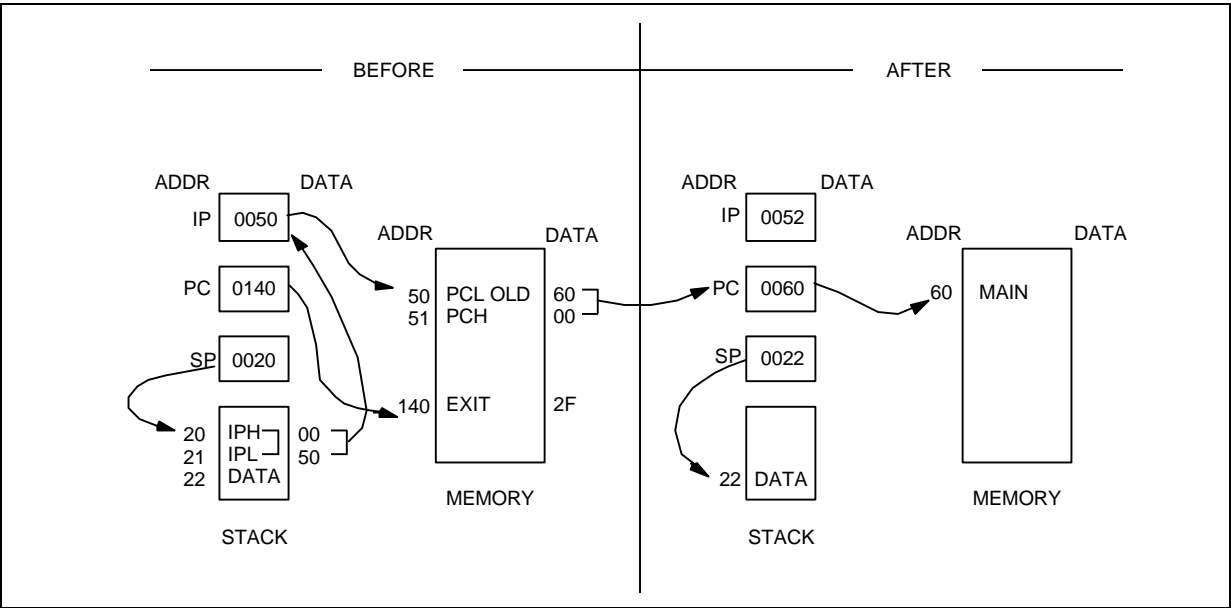 BEFORE
ADDR DATA
IP 0050
PC 0140
SP 0020
20 IPH 00
21 IPL 50
22 DATA
STACK
ADDR DATA
50 PCL OLD 60
51 PCH 00
140 EXIT 2F
MEMORY
AFTER
ADDR DATA
IP 0052
PC 0060
SP 0022
22 DATA
STACK
ADDR DATA
60 MAIN
MEMORY